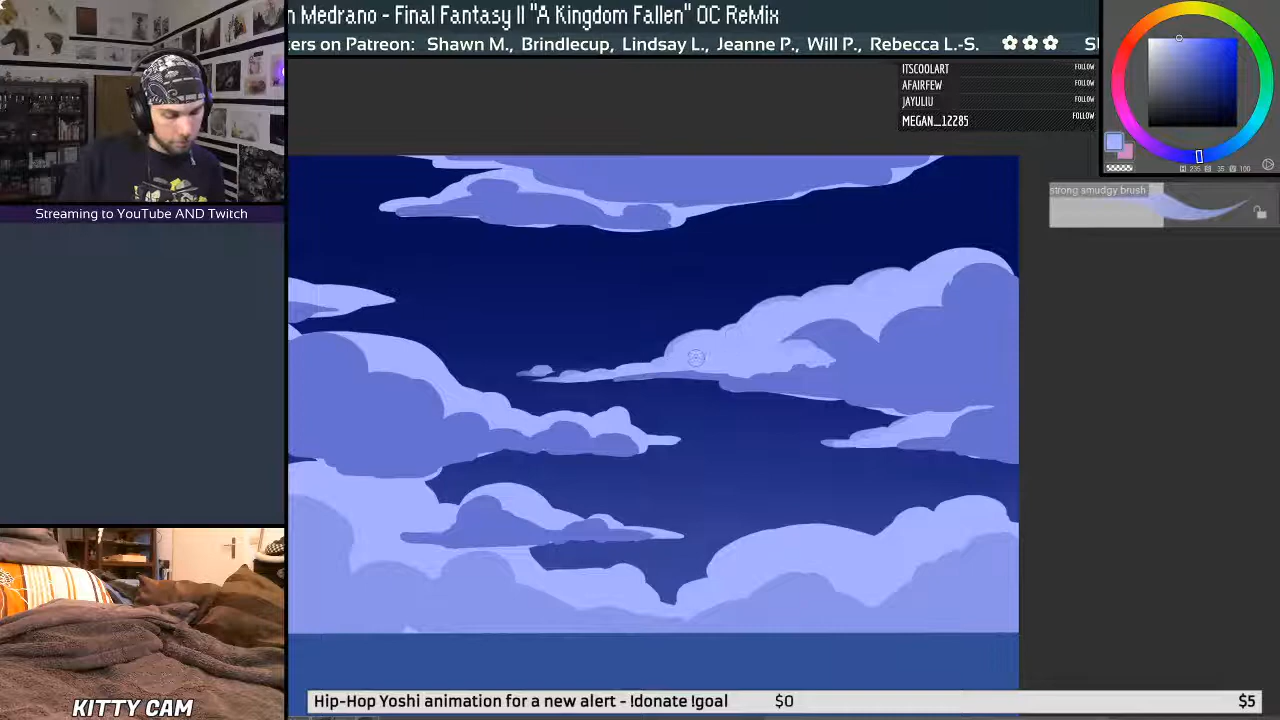 n Medrano - Final Fantasy II "A Kingdom Fallen" OC ReMix
ters on Patreon: Shawn M., Brindlecup, Lindsay L., Jeanne P., Will P., Rebecca L.-S. ✿ ✿ ✿
ITSCOOLART FOLLOW
AFAIRFEW FOLLOW
JAYULIU FOLLOW
MEGAN_12285 FOLLOW
strong amudgy brush
Streaming to YouTube AND Twitch
KITTY CAM
Hip-Hop Yoshi animation for a new alert - !donate !goal $0 $5